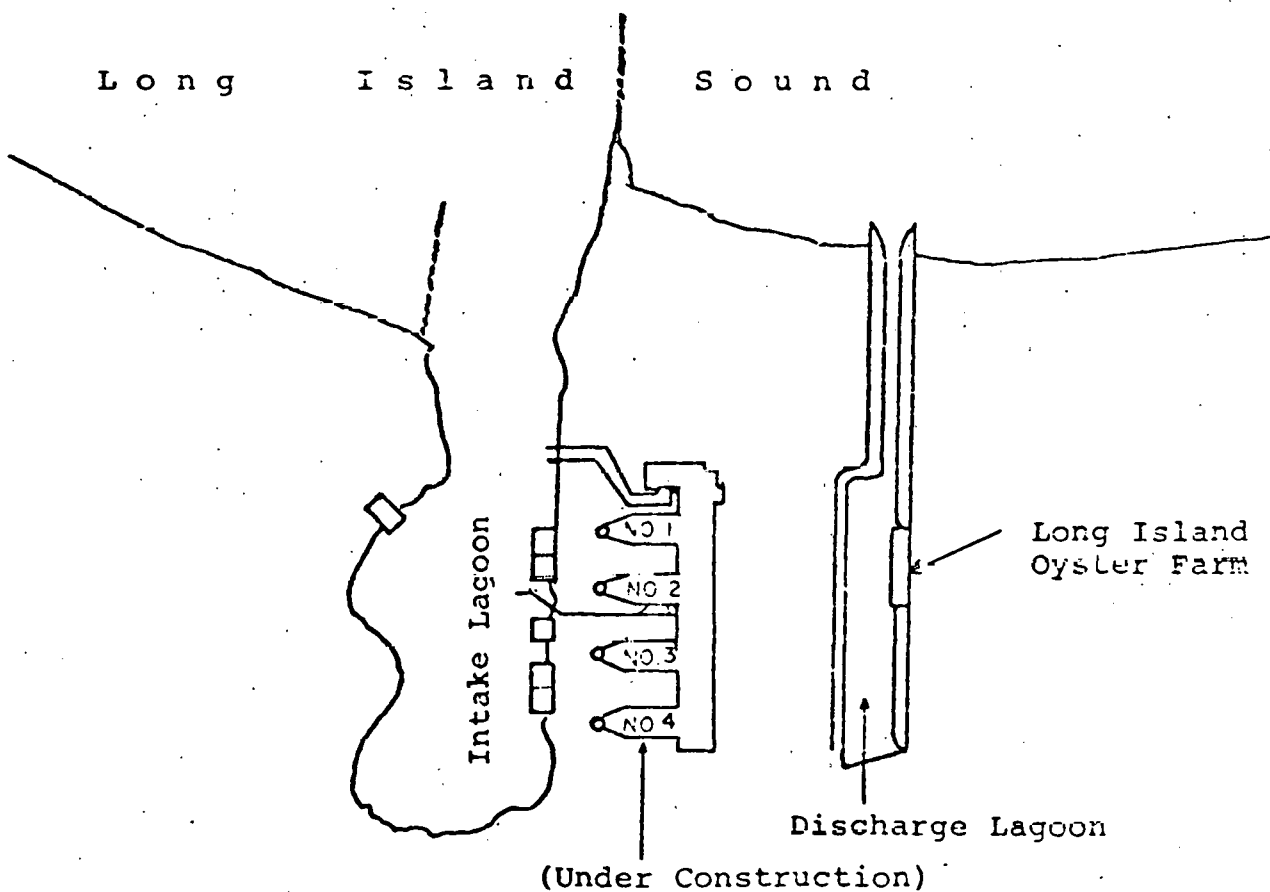 Long Island Sound
NO.1
NO.2
NO.3
NO.4
Intake Lagoon
Long Island
Oyster Farm
Discharge Lagoon
(Under Construction)